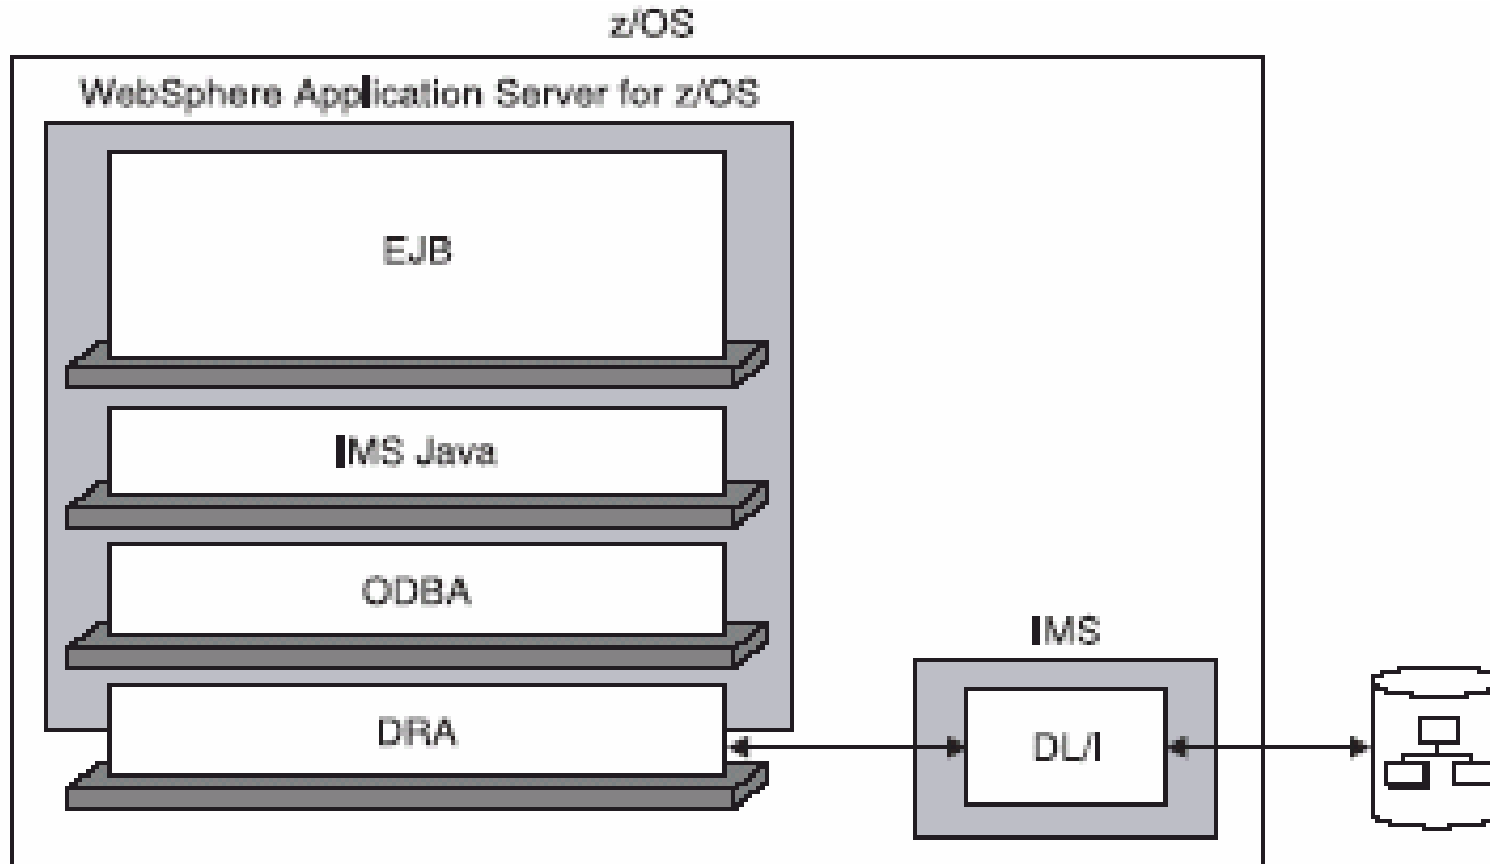 z/OS
WebSphere Application Server for z/OS
EJB
IMS Java
ODBA
DRA
IMS
DL/I